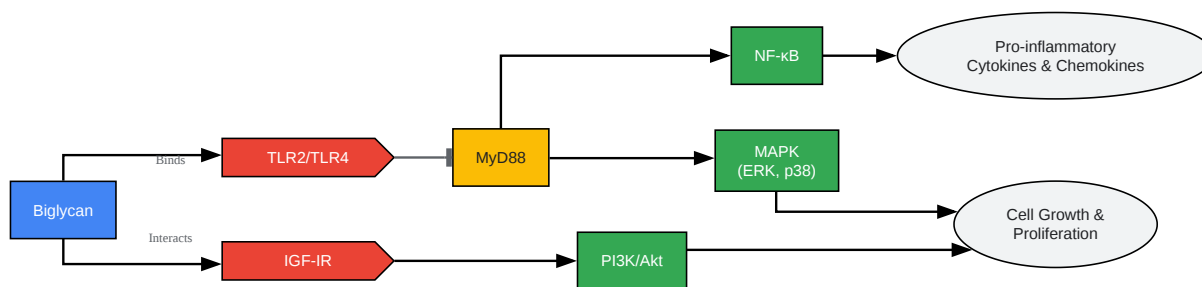 NF-κB
Pro-inflammatory
Cytokines & Chemokines
Binds
TLR2/TLR4
MyD88
MAPK
(ERK, p38)
Biglycan
Interacts
IGF-IR
PI3K/Akt
Cell Growth &
Proliferation